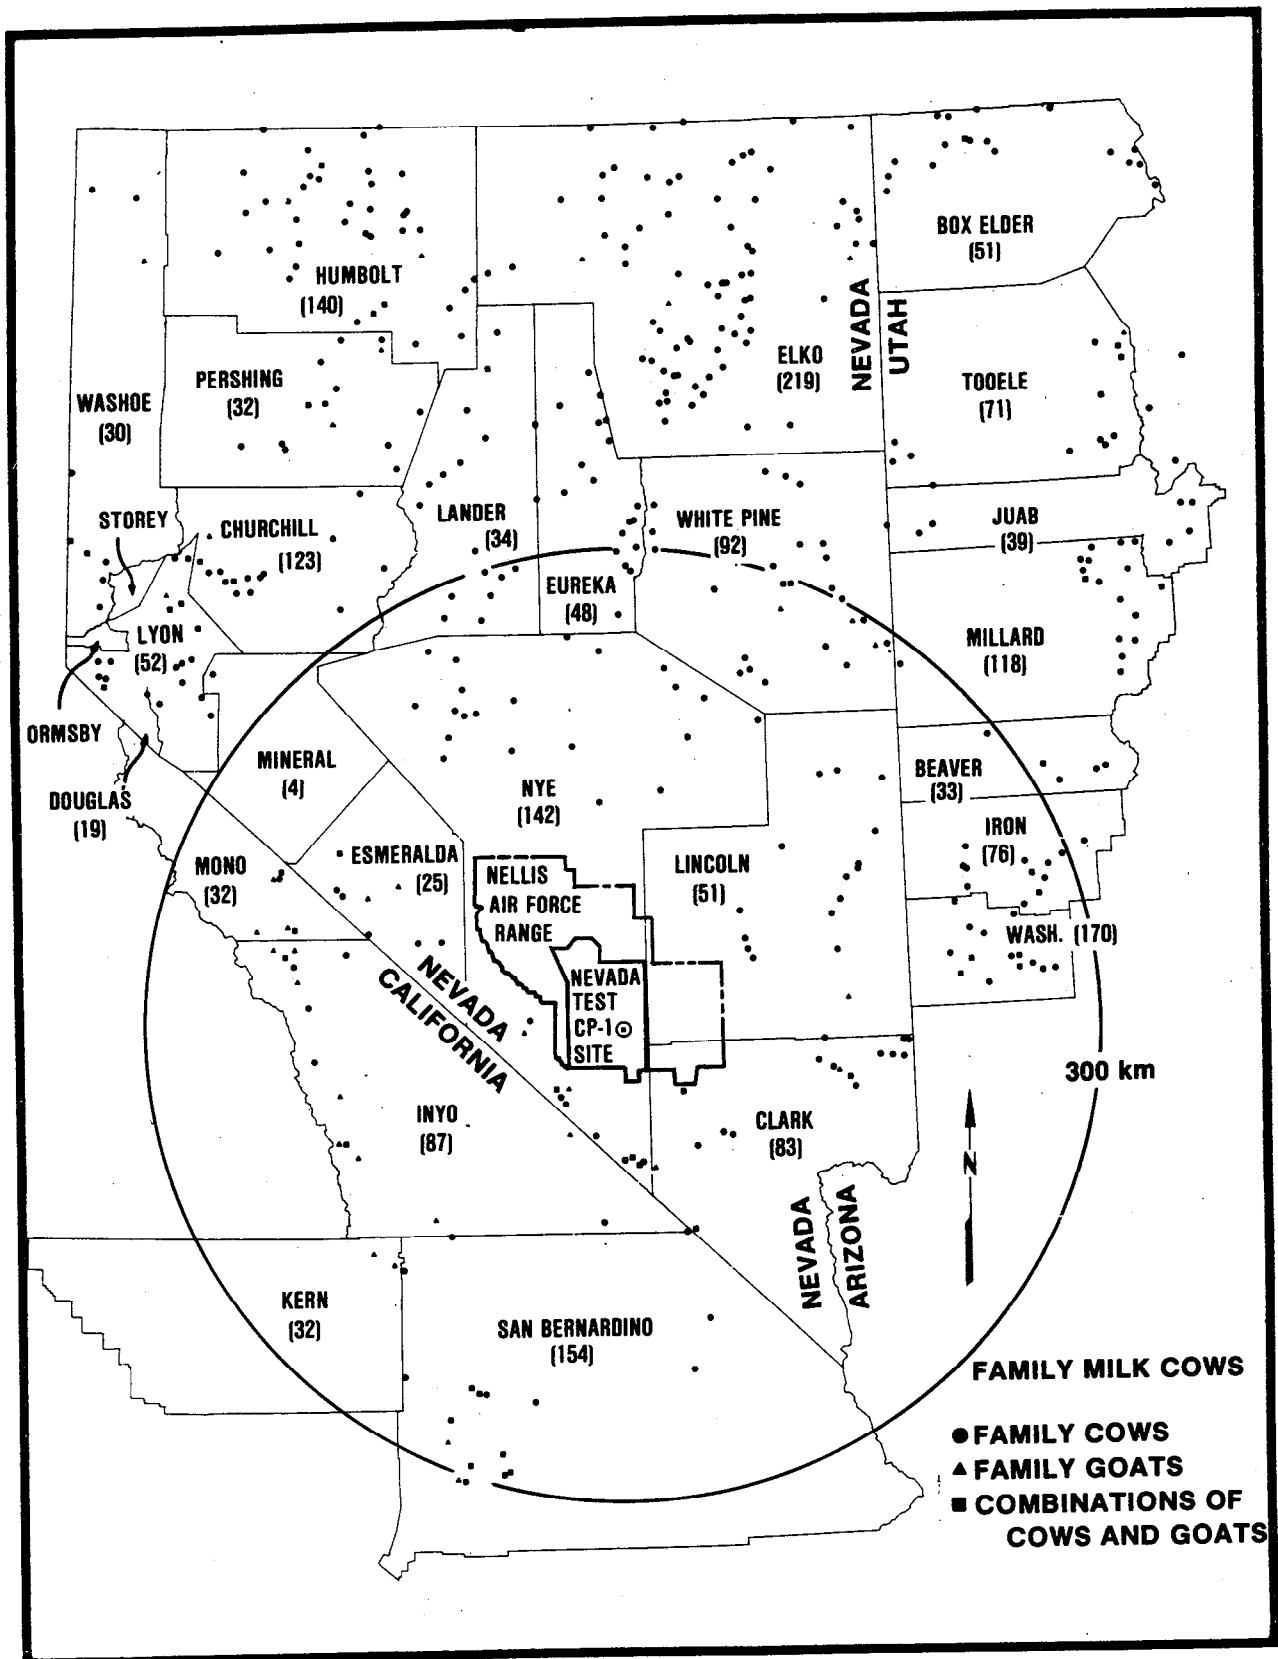 BOX ELDER
(51)
HUMBOLT
(140)
NEVADA
UTAH
ELKO
(219)
PERSHING
(32)
TOOELE
(71)
WASHOE
(30)
STOREY
CHURCHILL
(123)
LANDER
(34)
WHITE PINE
(92)
JUAB
(39)
EUREKA
(48)
LYON
(52)
MILLARD
(118)
ORMSBY
MINERAL
(4)
DOUGLAS
(19)
NYE
(142)
BEAVER
(33)
IRON
(76)
MONO
(32)
ESMERALDA
(25)
NELLIS
AIR FORCE
RANGE
LINCOLN
(51)
WASH. (170)
NEVADA
CALIFORNIA
NEVADA
TEST
CP-1
SITE
300 km
INYO
(87)
CLARK
(83)
N
NEVADA
ARIZONA
KERN
(32)
SAN BERNARDINO
(154)
FAMILY MILK COWS
FAMILY COWS
FAMILY GOATS
COMBINATIONS OF
COWS AND GOATS